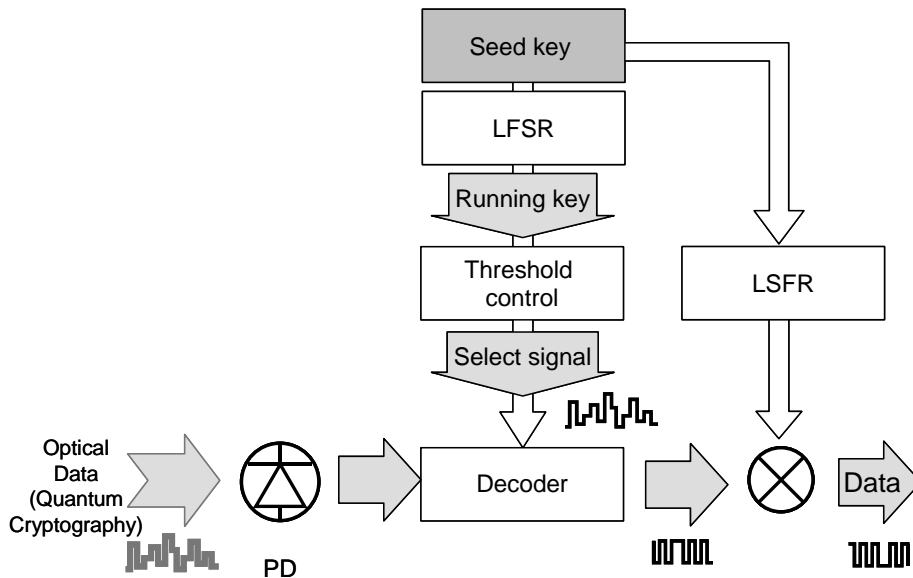 Seed key
LFSR
Running key
Threshold
control
LSFR
Select signal
Optical
Data
(Quantum
Cryptography)
PD
Decoder
Data